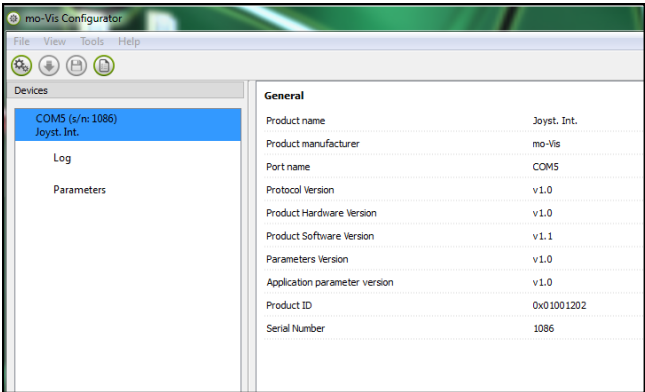 mo-Vis Configurator
File View Tools Help
Devices
COM5 (s/n: 1086)
Joyst. Int.
Log
Parameters
General
Product name Joyst. Int.
Product manufacturer mo-Vis
Port name COM5
Protocol Version v1.0
Product Hardware Version v1.0
Product Software Version v1.1
Parameters Version v1.0
Application parameter version v1.0
Product ID 0x01001202
Serial Number 1086